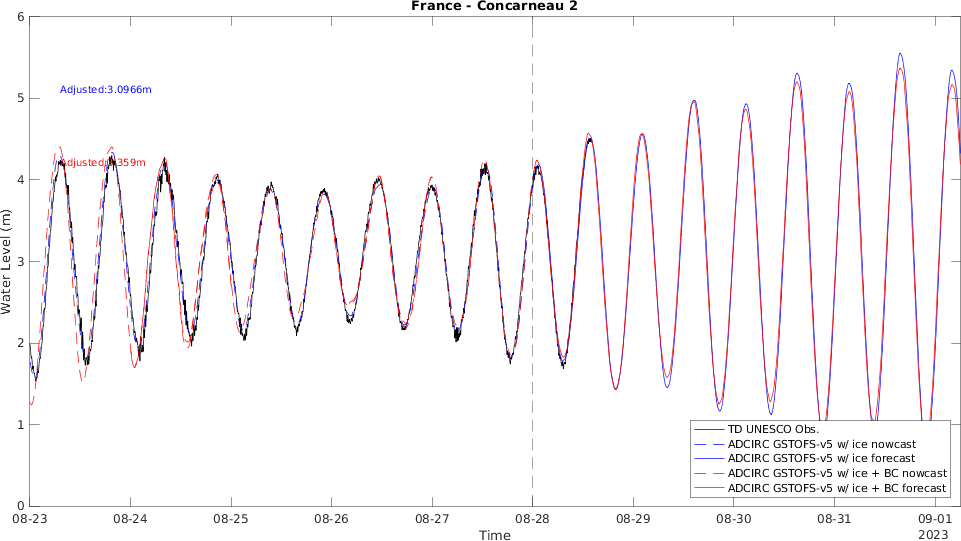 France - Concarneau 2
6
5
4
3
2
1
0
Water Level (m)
Adjusted:3.0966m
08-23
08-24
08-25
08-26
08-27
08-28
08-29
08-30
08-31
09-01
2023
Time
TD UNESCO Obs.
ADCIRC GSTOFS-v5 w/ ice nowcast
ADCIRC GSTOFS-v5 w/ ice forecast
ADCIRC GSTOFS-v5 w/ ice + BC nowcast
ADCIRC GSTOFS-v5 w/ ice + BC forecast